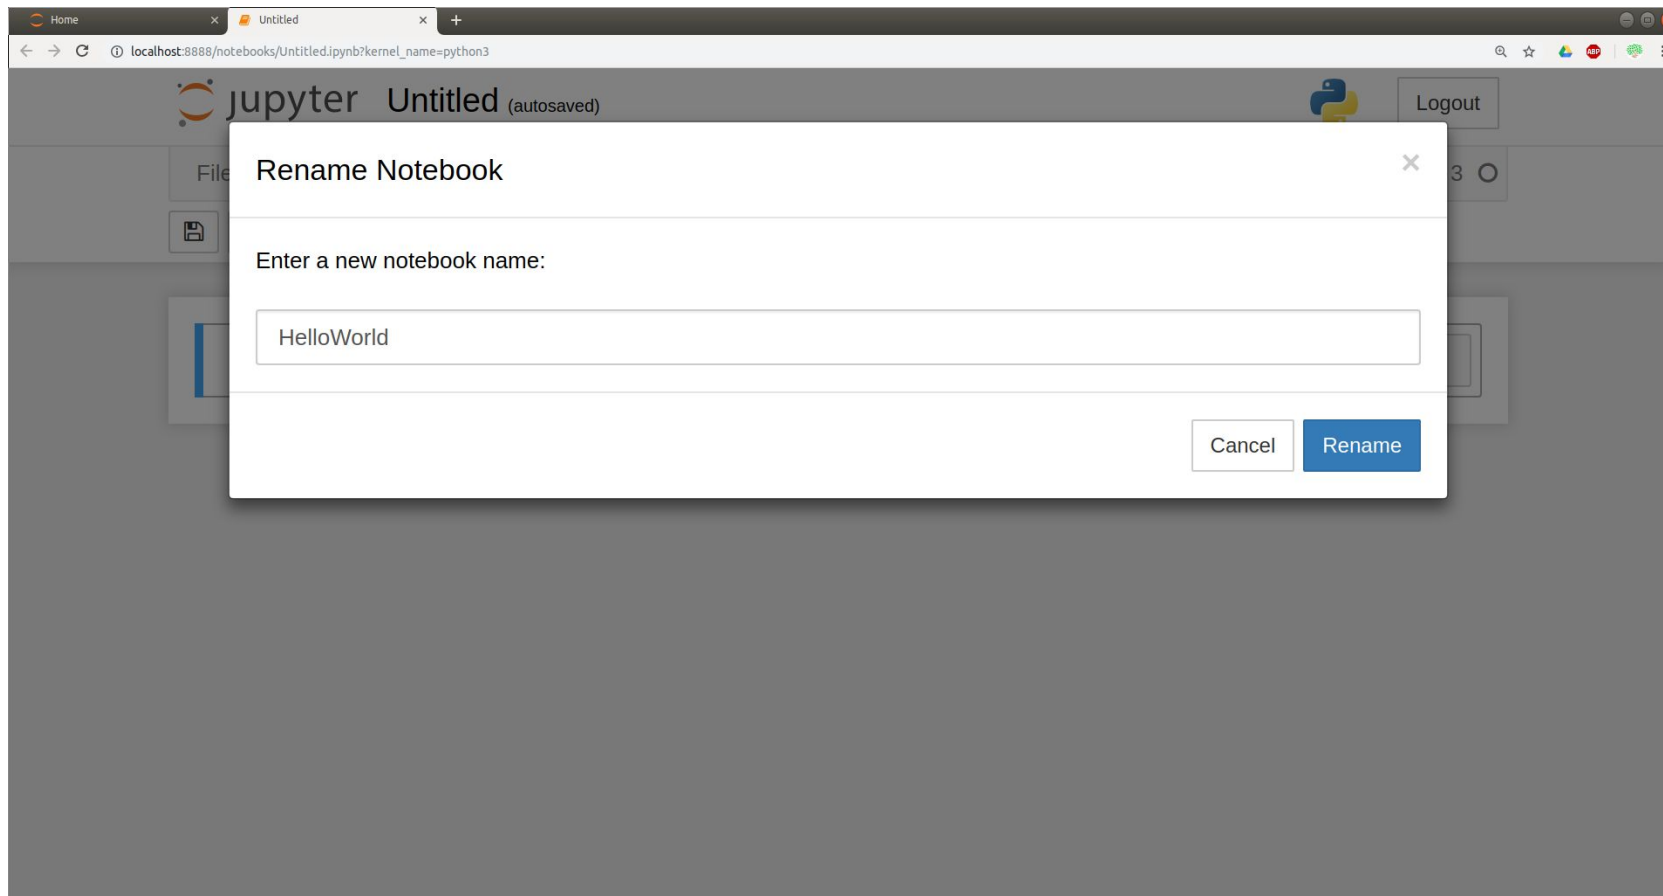 Home
Untitled
localhost:8888/notebooks/Untitled.ipynb?kernel_name=python3
ABP
jupyter Untitled (autosaved)
Logout
File
3
Rename Notebook
Enter a new notebook name:
HelloWorld
Cancel Rename